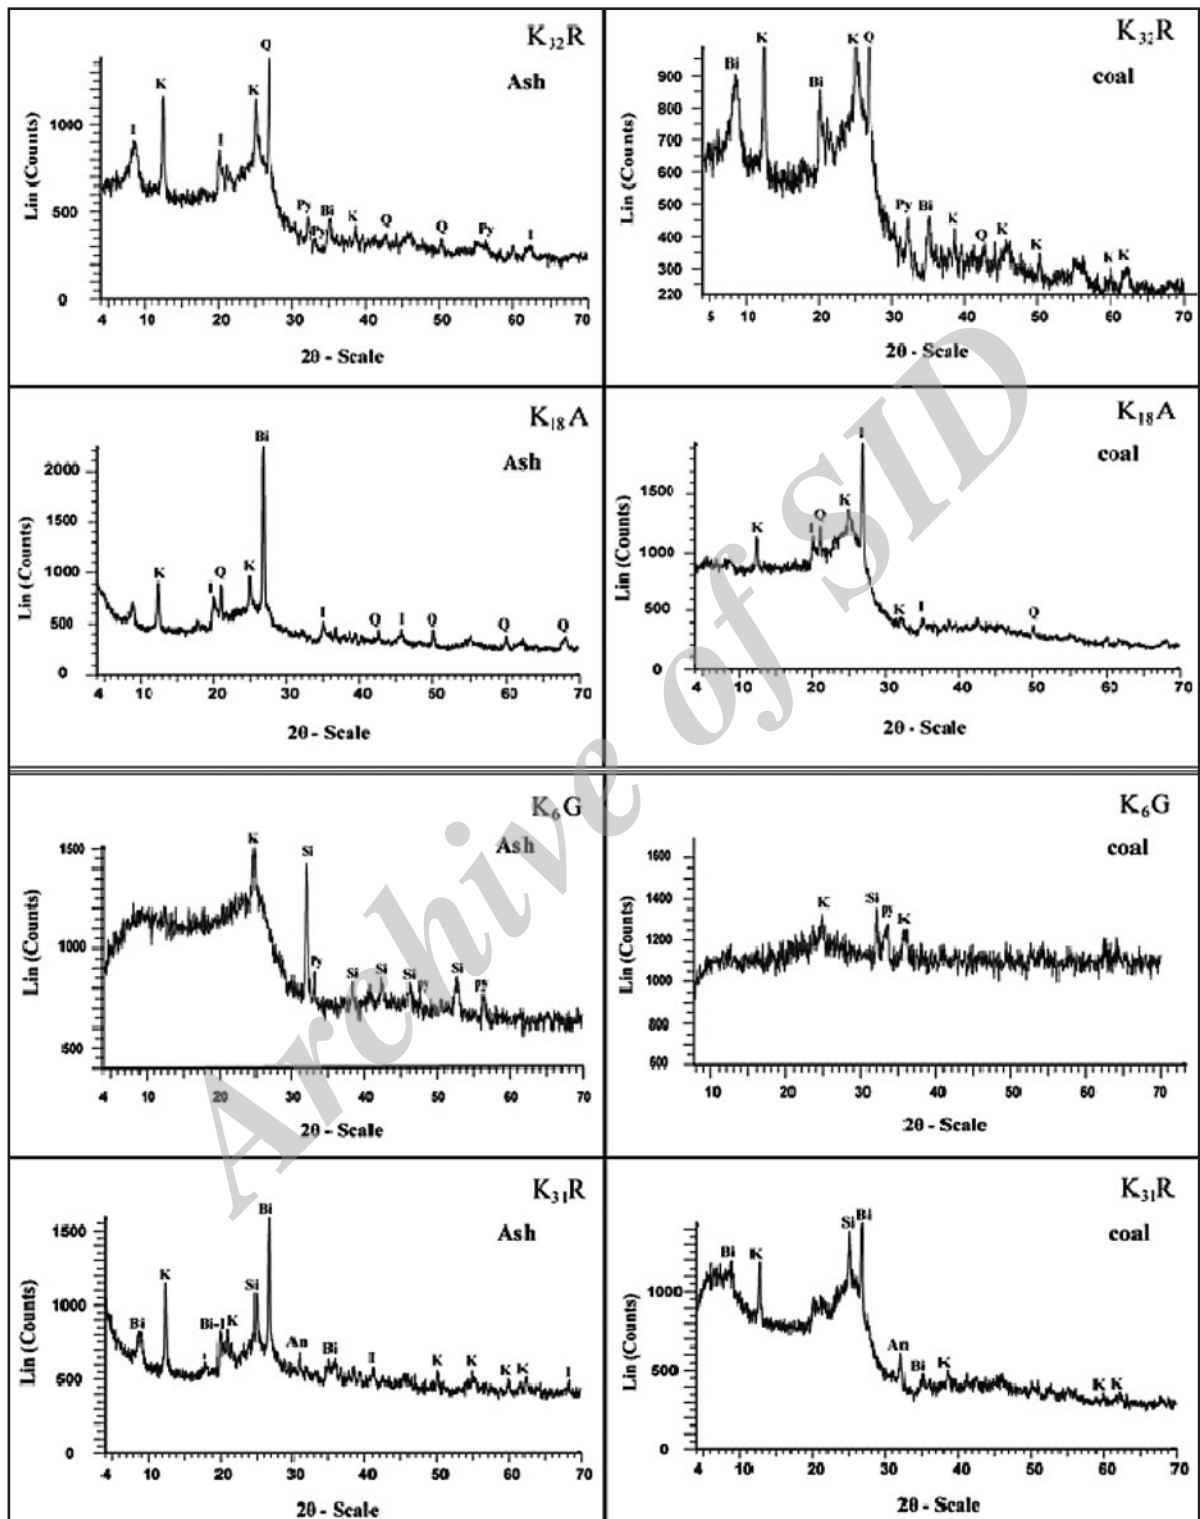 K32R
Ash
Lin (Counts)
1000
500
0
I
K
I
K
Q
Py
Py
Bi
K
Q
Q
Py
I
4 10 20 30 40 50 60 70
2θ - Scale
K32R
coal
Lin (Counts)
900
800
700
600
500
400
300
220
Bi
K
Bi
K
Q
Py
Bi
K
Q
K
K
K
K
5 10 20 30 40 50 60 70
2θ - Scale
K18A
Ash
Lin (Counts)
2000
1500
1000
500
0
K
I
Q
K
Bi
I
Q
I
Q
Q
Q
4 10 20 30 40 50 60 70
2θ - Scale
K18A
coal
Lin (Counts)
1500
1000
500
0
K
I
Q
K
I
K
I
Q
4 10 20 30 40 50 60 70
2θ - Scale
K6G
Ash
Lin (Counts)
1500
1000
500
K
Si
Py
Si
Si
Si
py
Si
py
4 10 20 30 40 50 60 70
2θ - Scale
K6G
coal
Lin (Counts)
1600
1400
1200
1000
800
600
K
Si
py
K
10 20 30 40 50 60 70
2θ - Scale
K31R
Ash
Lin (Counts)
1500
1000
500
0
Bi
K
I
Bi-I
K
Si
Bi
An
Bi
I
K
K
K
K
I
4 10 20 30 40 50 60 70
2θ - Scale
K31R
coal
Lin (Counts)
1000
500
0
Bi
K
Si
Bi
An
Bi
K
K
K
4 10 20 30 40 50 60 70
2θ - Scale
Archive of SID